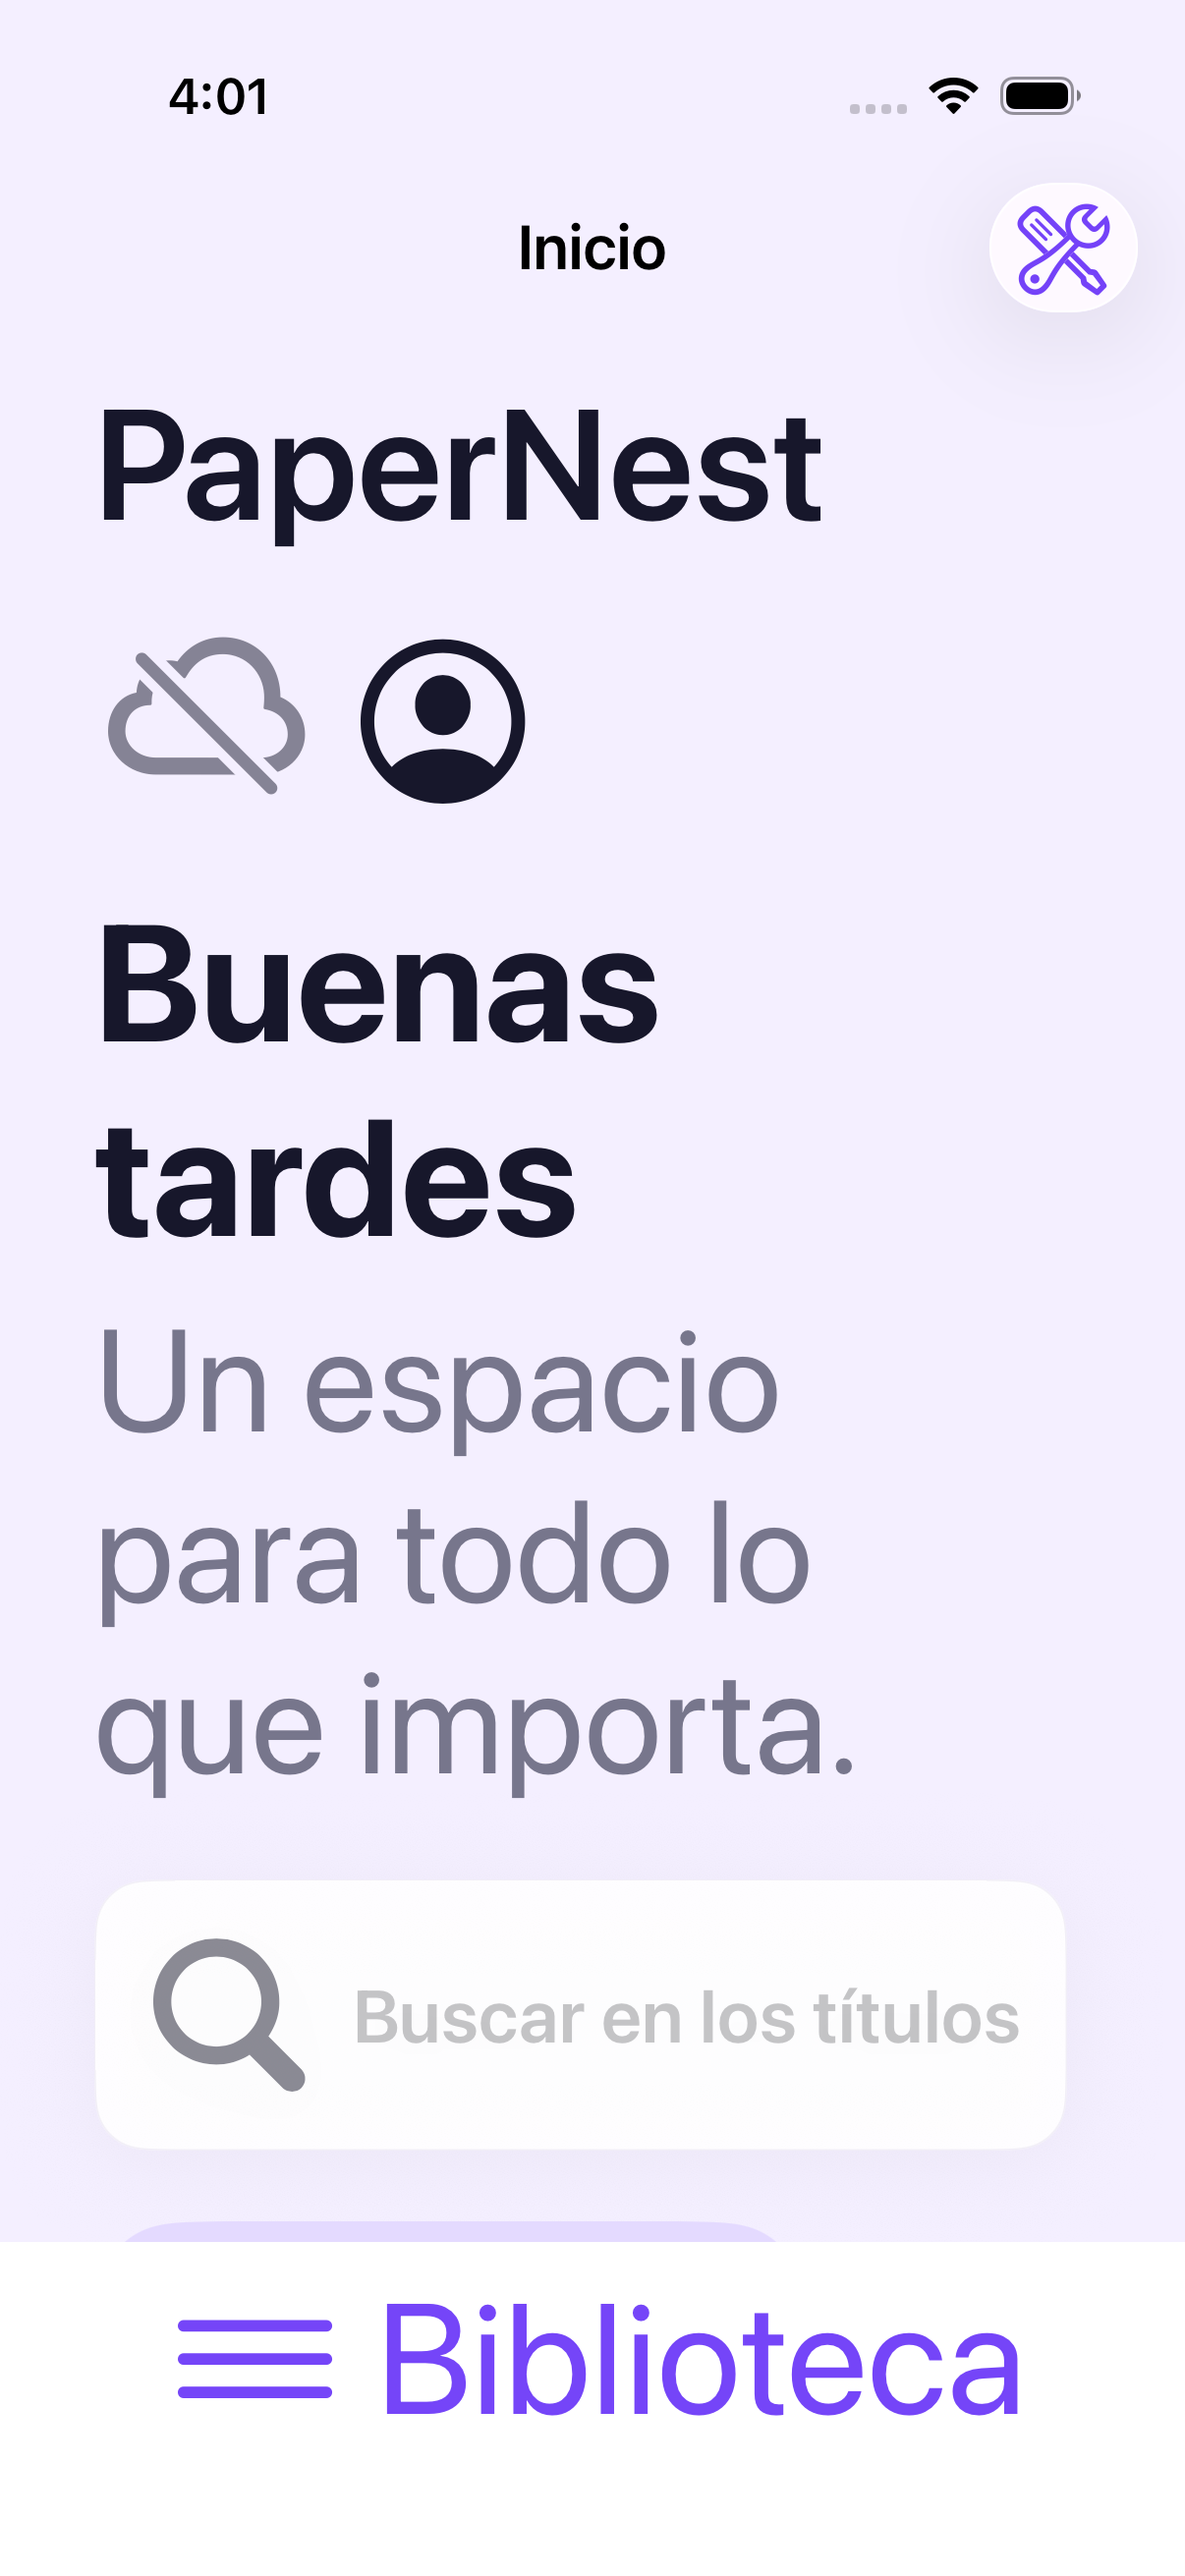 4:01
Inicio
PaperNest
Buenas
tardes
Un espacio
para todo lo
que importa.
Buscar en los títulos
Biblioteca